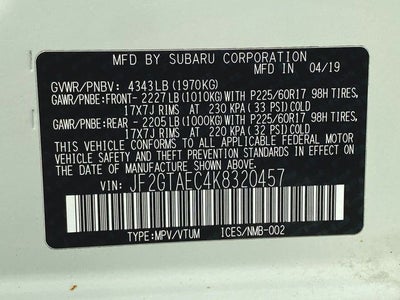 MFD BY SUBARU CORPORATION
MFD IN 04/19
GVWR/PNBV: 4343LB (1970KG)
GAWR/PNBE:FRONT- 2227LB (1010KG)WITH P225/60R17 98H TIRES,
17X7J RIMS AT 230 KPA (33 PSI) COLD
GAWR/PNBE:REAR - 2205LB (1000KG)WITH P225/60R17 98H TIRES,
17X7J RIMS AT 220 KPA (32 PSI) COLD
THIS VEHICLE CONFORMS TO ALL APPLICABLE FEDERAL MOTOR
VEHICLE SAFETY, BUMPER, AND THEFT PREVENTION STANDARDS
IN EFFECT ON THE DATE OF MANUFACTURE SHOWN ABOVE.
VIN: JF2GTAEC4K8320457
TYPE:MPV/VTUM ICES/NMB-002